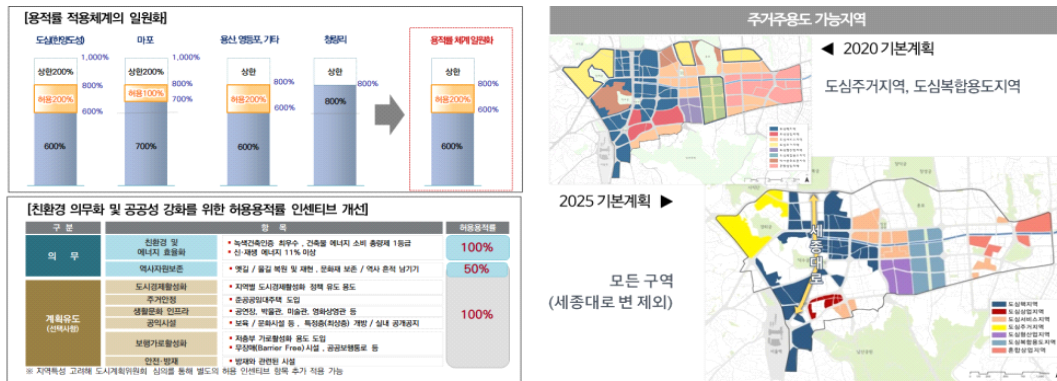 [용적률 적용체계의 일원화]
도심(한양도성)
마포
용산, 영등포, 기타
청량리
용적률 체계 일원화
1,000%
1,000%
상한200%
상한200%
상한
상한
상한
800%
800%
800%
800%
800%
허용200%
허용100%
허용200%
허용200%
700%
600%
600%
600%
800%
600%
700%
600%
600%
[친환경 의무화 및 공공성 강화를 위한 허용용적률 인센티브 개선]
구 분
항 목
허용용적률
의 무
친환경 및
에너지 효율화
• 녹색건축인증 최우수, 건축물 에너지 소비 총량제 1등급
• 신·재생 에너지 11% 이상
100%
역사자원보존
• 옛길 / 물길 복원 및 재현, 문화재 보존 / 역사 흔적 남기기
50%
계획유도
(선택사항)
도시경제활성화
• 지역별 도시경제활성화 정책 유도 용도
주거안정
• 준공공임대주택 도입
생활문화 인프라
• 공연장, 박물관, 미술관, 영화상영관 등
공익시설
• 보육 / 문화시설 등, 특정층(최상층) 개방 / 실내 공개공지
보행가로활성화
• 저층부 가로활성화 용도 도입
• 무장애(Barrier Free)시설, 공공보행통로 등
안전·방재
• 방재와 관련된 시설
100%
※ 지역특성 고려해 도시계획위원회 심의를 통해 별도의 허용 인센티브 항목 추가 적용 가능
주거주용도 가능지역
◀ 2020 기본계획
도심주거지역, 도심복합용도지역
2025 기본계획 ▶
모든 구역
(세종대로 변 제외)
세종대로
도심핵지역
도심상업지역
도심서비스지역
도심주거지역
도심형산업지역
도심복합용도지역
혼합상업지역